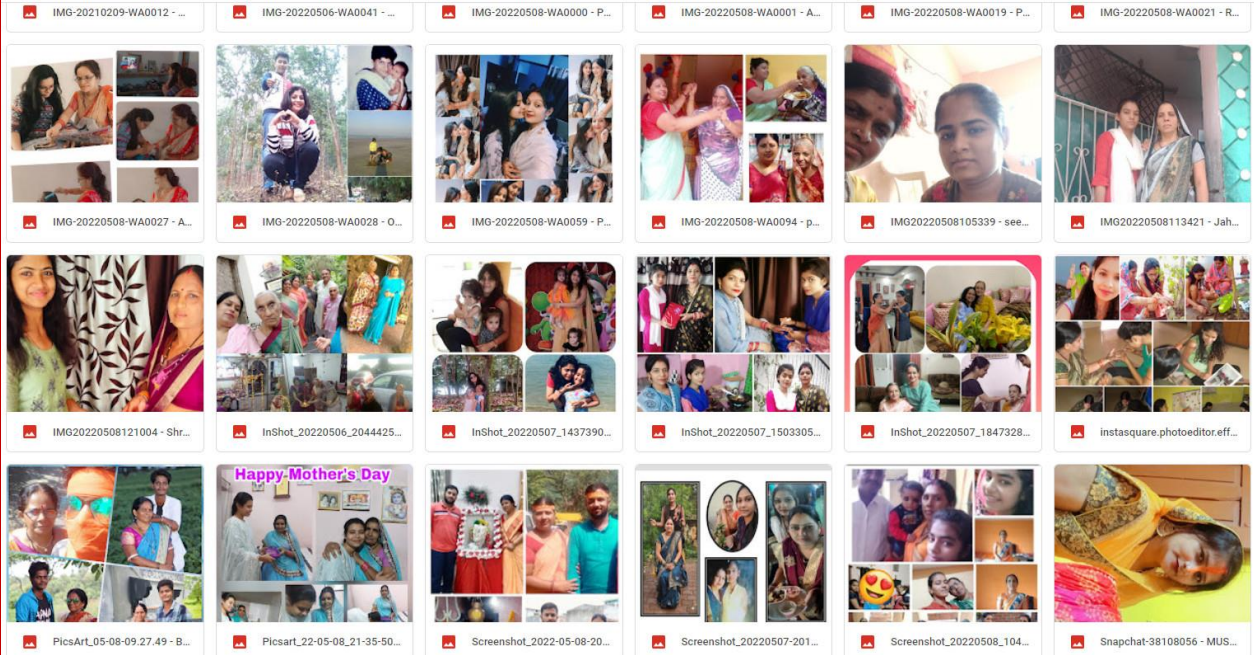 IMG-20210209-WA0012 - ...
IMG-20220506-WA0041 - ...
IMG-20220508-WA0000 - P...
IMG-20220508-WA0001 - A...
IMG-20220508-WA0019 - P...
IMG-20220508-WA0021 - R...
IMG-20220508-WA0027 - A...
IMG-20220508-WA0028 - O...
IMG-20220508-WA0059 - P...
IMG-20220508-WA0094 - p...
IMG20220508105339 - see...
IMG20220508113421 - Jah...
IMG20220508121004 - Shr...
InShot_20220506_2044425...
InShot_20220507_1437390...
InShot_20220507_1503305...
InShot_20220507_1847328...
instasquare.photoeditor.eff...
Happy Mother's Day
PicsArt_05-08-09.27.49 - B...
Picsart_22-05-08_21-35-50...
Screenshot_2022-05-08-20...
Screenshot_20220507-201...
Screenshot_20220508_104...
Snapchat-38108056 - MUS...